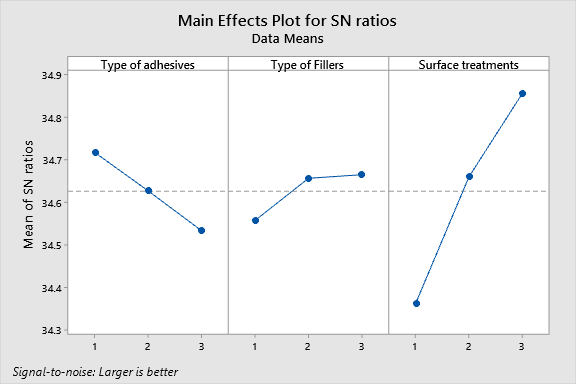 Main Effects Plot for SN ratios
Data Means
Type of adhesives
Type of Fillers
Surface treatments
Mean of SN ratios
34.9
34.8
34.7
34.6
34.5
34.4
34.3
1 2 3
1 2 3
1 2 3
Signal-to-noise: Larger is better